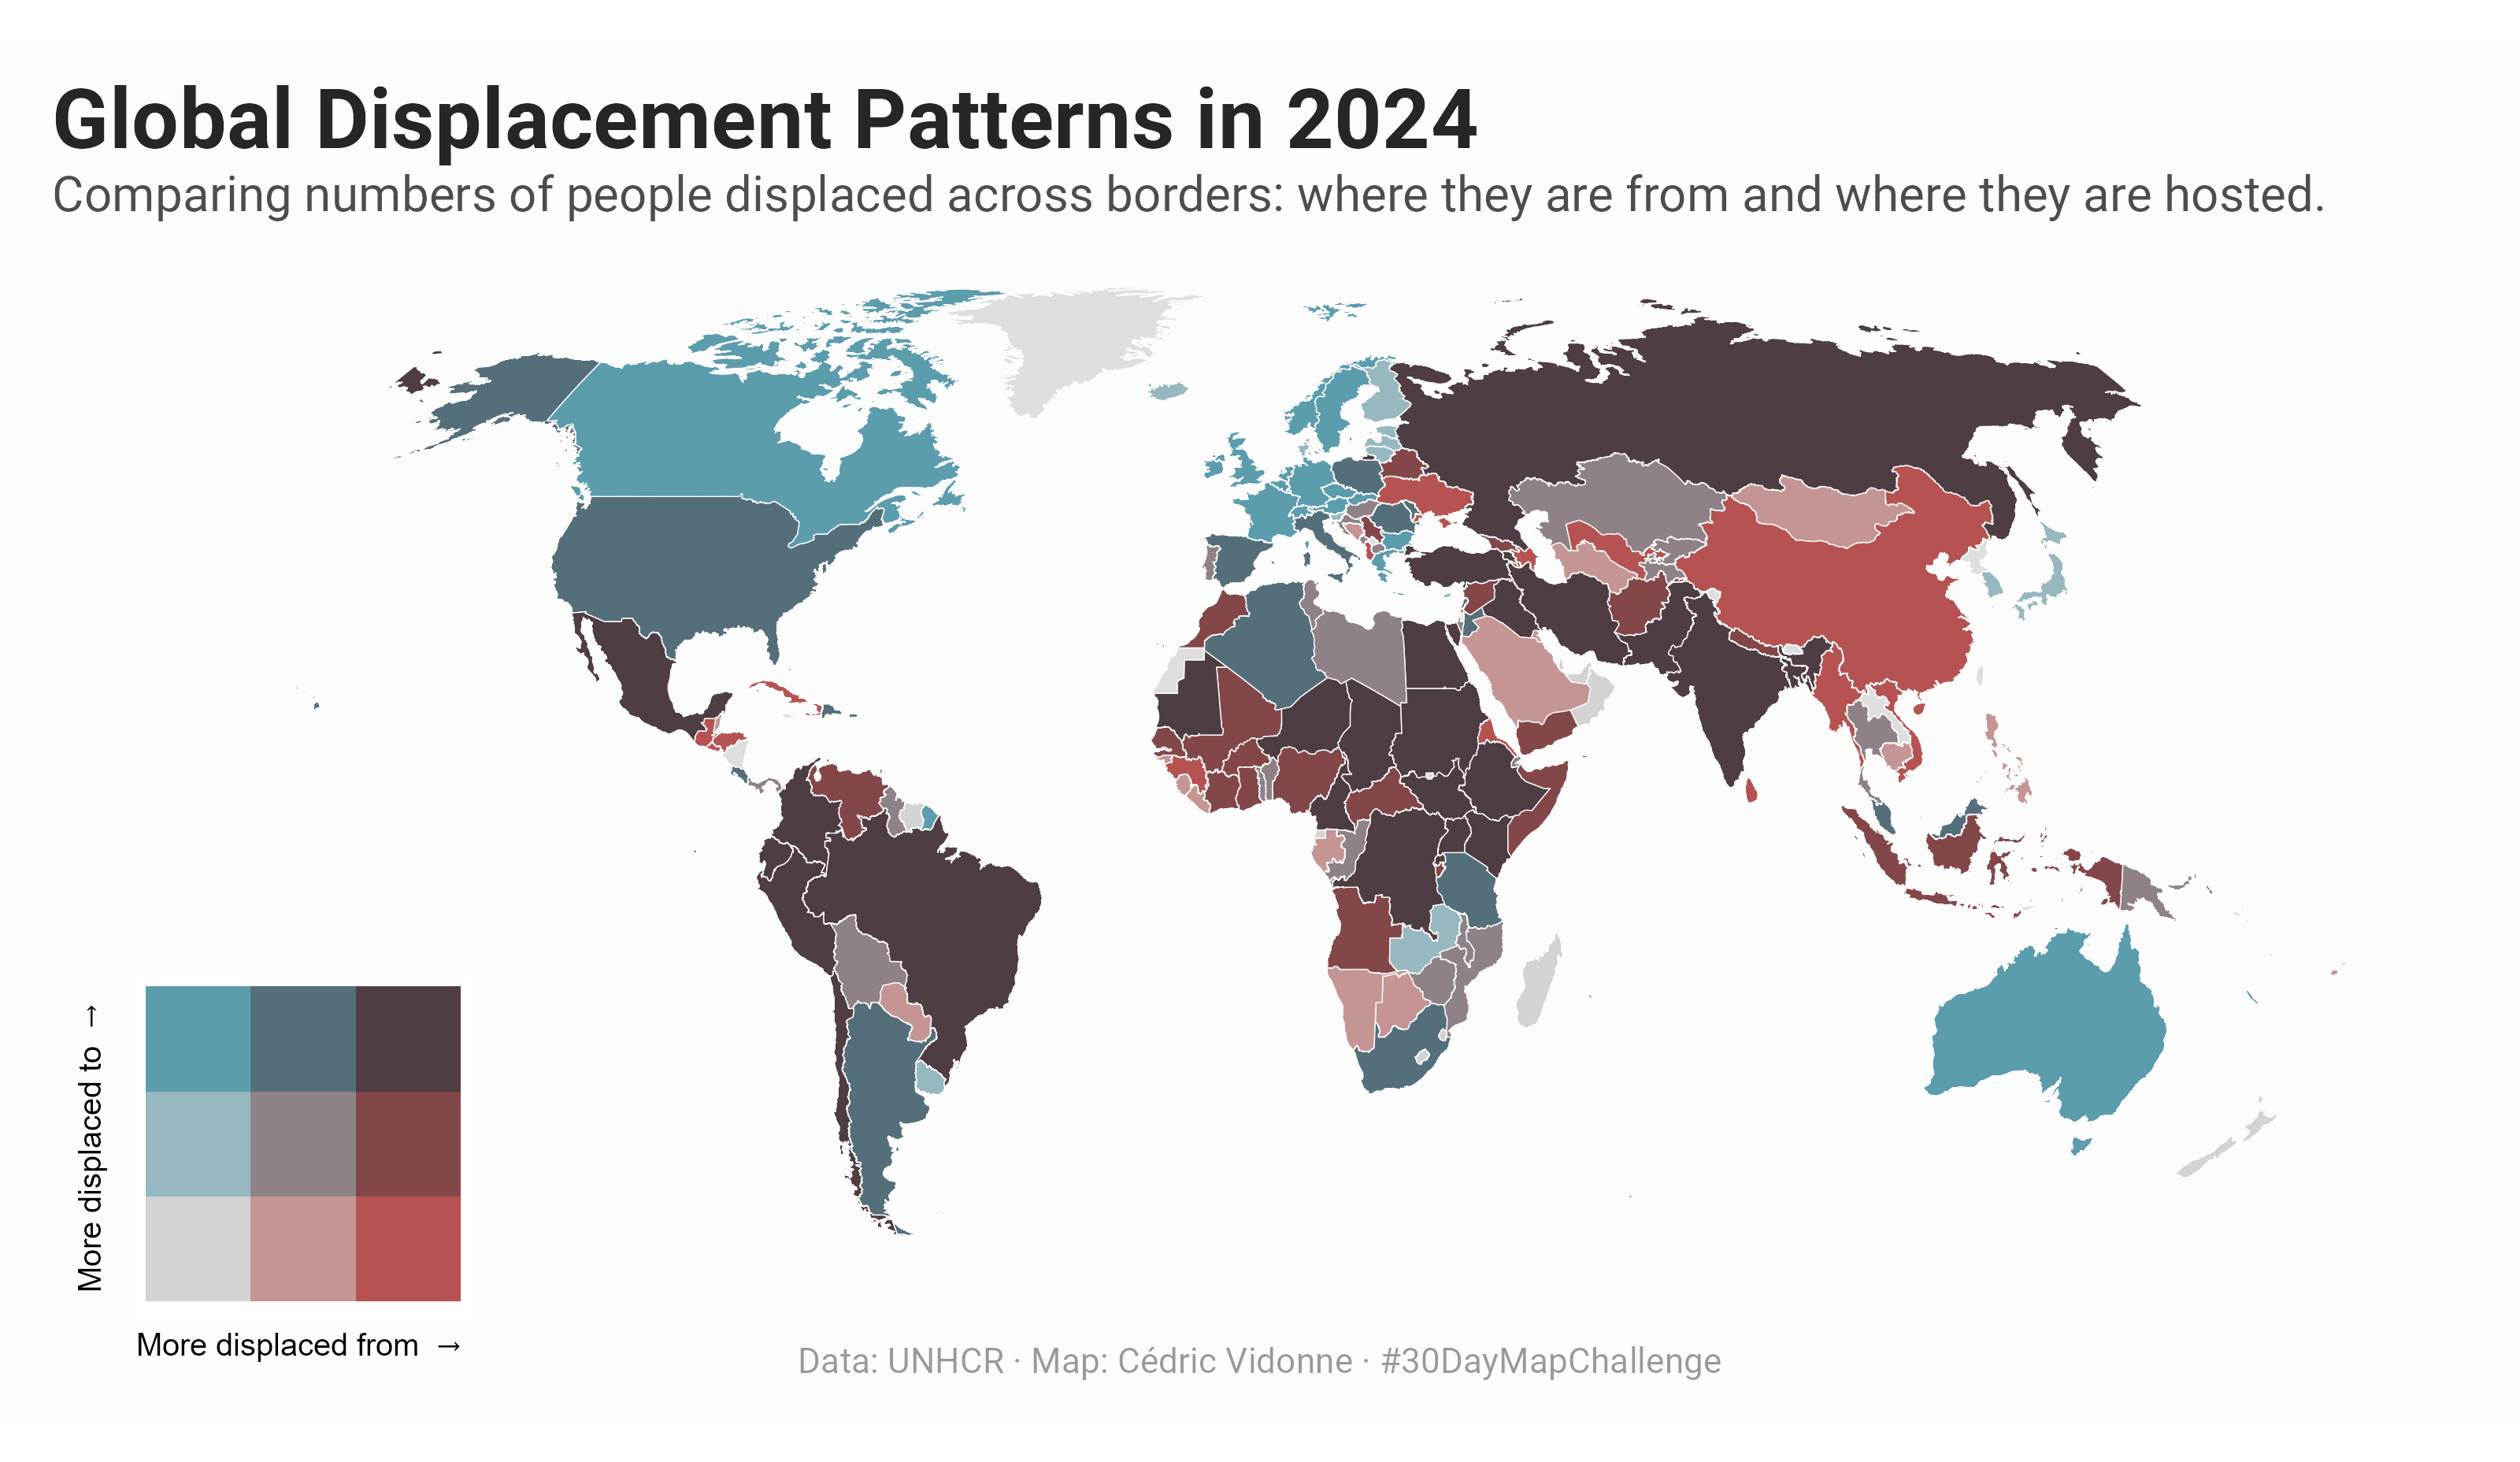 Global Displacement Patterns in 2024
Comparing numbers of people displaced across borders: where they are from and where they are hosted.
More displaced to →
More displaced from →
Data: UNHCR · Map: Cédric Vidonne · #30DayMapChallenge